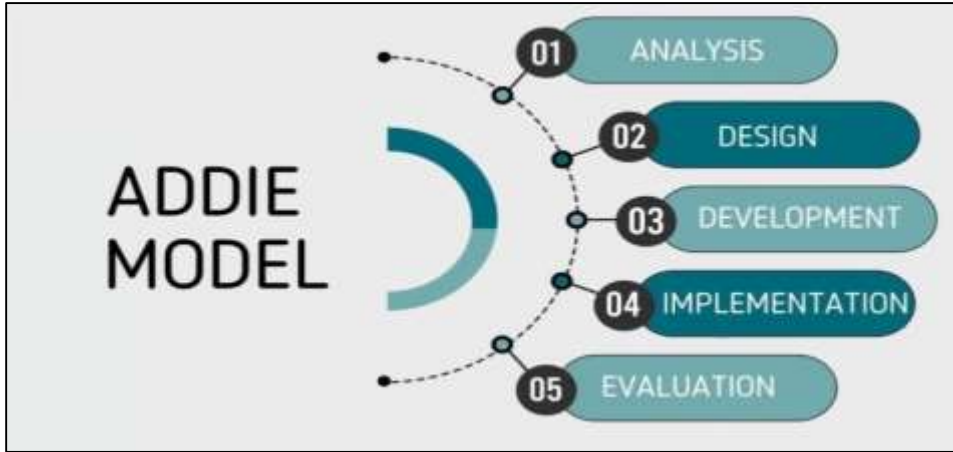 ADDIE
MODEL
01 ANALYSIS
02 DESIGN
03 DEVELOPMENT
04 IMPLEMENTATION
05 EVALUATION